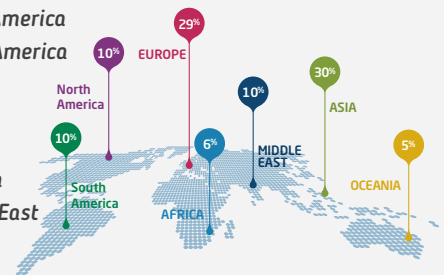 America
America
East
29%
EUROPE
10%
North
America
30%
ASIA
10%
MIDDLE
EAST
10%
South
America
6%
AFRICA
5%
OCEANIA